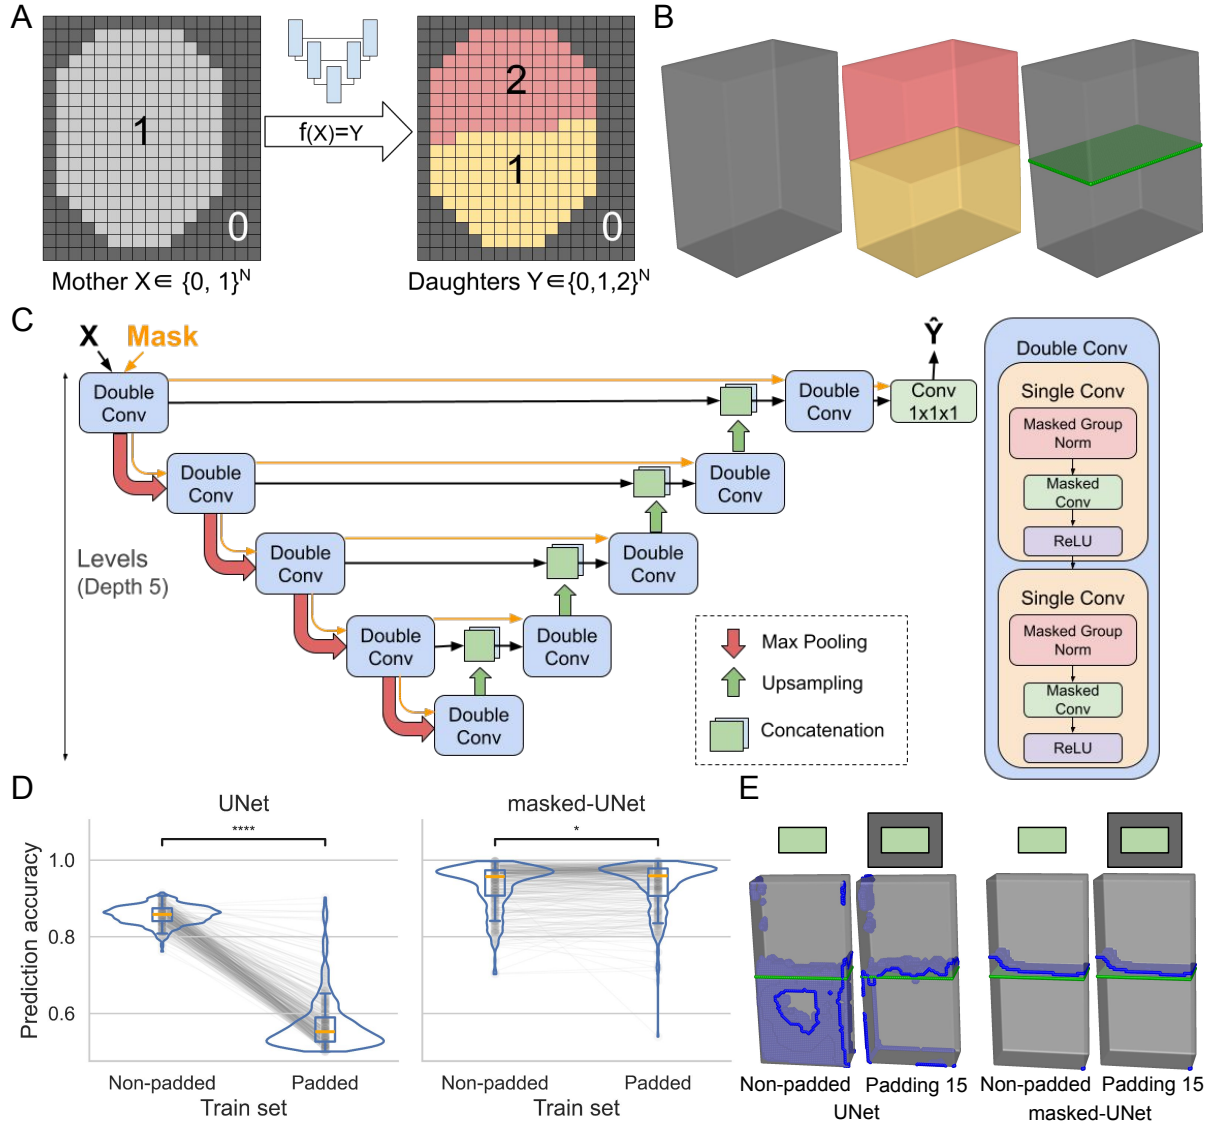 A
1
0
Mother X ∈ {0, 1}^N
f(X)=Y
2
1
0
Daughters Y∈{0,1,2}^N
B
C
X
Mask
Double
Conv
Double
Conv
Double
Conv
Double
Conv
Double
Conv
Double
Conv
Double
Conv
Double
Conv
Double
Conv
Conv
1x1x1
Ŷ
Levels
(Depth 5)
Max Pooling
Upsampling
Concatenation
Double Conv
Single Conv
Masked Group
Norm
Masked
Conv
ReLU
Single Conv
Masked Group
Norm
Masked
Conv
ReLU
D
UNet
****
Prediction accuracy
1.0
0.8
0.6
Non-padded
Padded
Train set
masked-UNet
*
Non-padded
Padded
Train set
E
Non-padded
Padding 15
UNet
Non-padded
Padding 15
masked-UNet